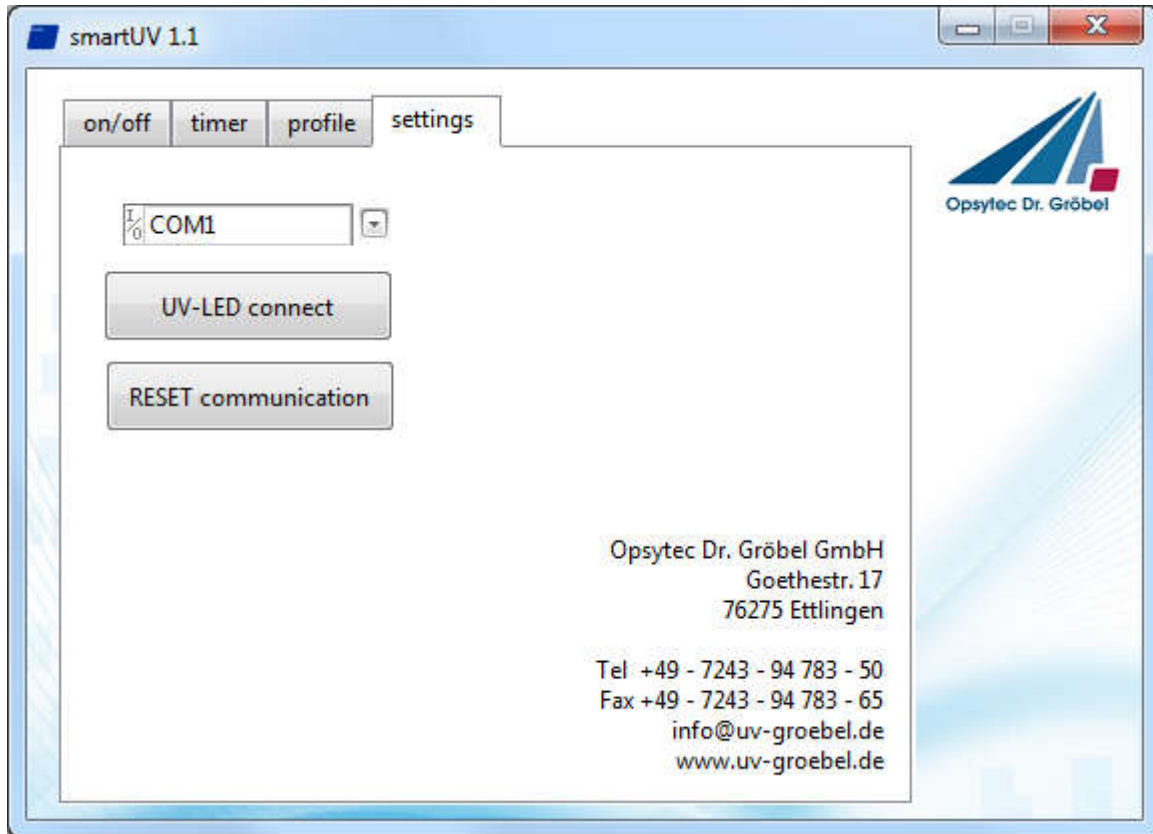 smartUV 1.1
on/off timer profile settings
Opsytec Dr. Gröbel
I/O COM1
UV-LED connect
RESET communication
Opsytec Dr. Gröbel GmbH
Goethestr. 17
76275 Ettlingen
Tel +49 - 7243 - 94 783 - 50
Fax +49 - 7243 - 94 783 - 65
info@uv-groebel.de
www.uv-groebel.de